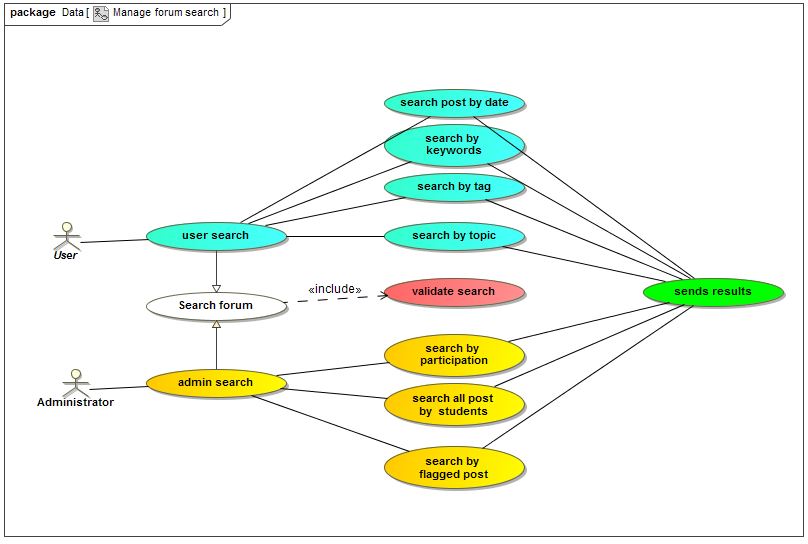 package Data [ Manage forum search ]
search post by date
search by
keywords
search by tag
User
user search
search by topic
Search forum
«include»
validate search
sends results
search by
participation
Administrator
admin search
search all post
by students
search by
flagged post